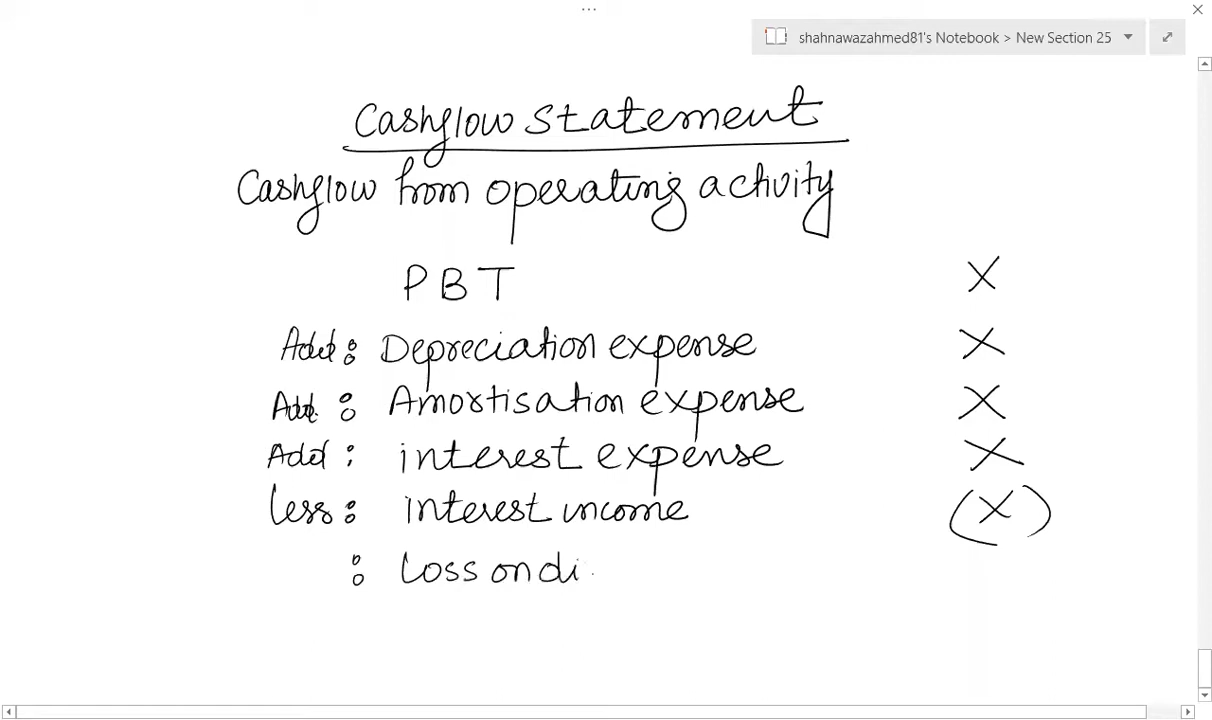 shahnawazahmed81's Notebook > New Section 25
Cashflow Statement
Cashflow from operating activity
PBT X
Add: Depreciation expense X
Add: Amortisation expense X
Add: interest expense X
less: interest income (X)
: Loss on di